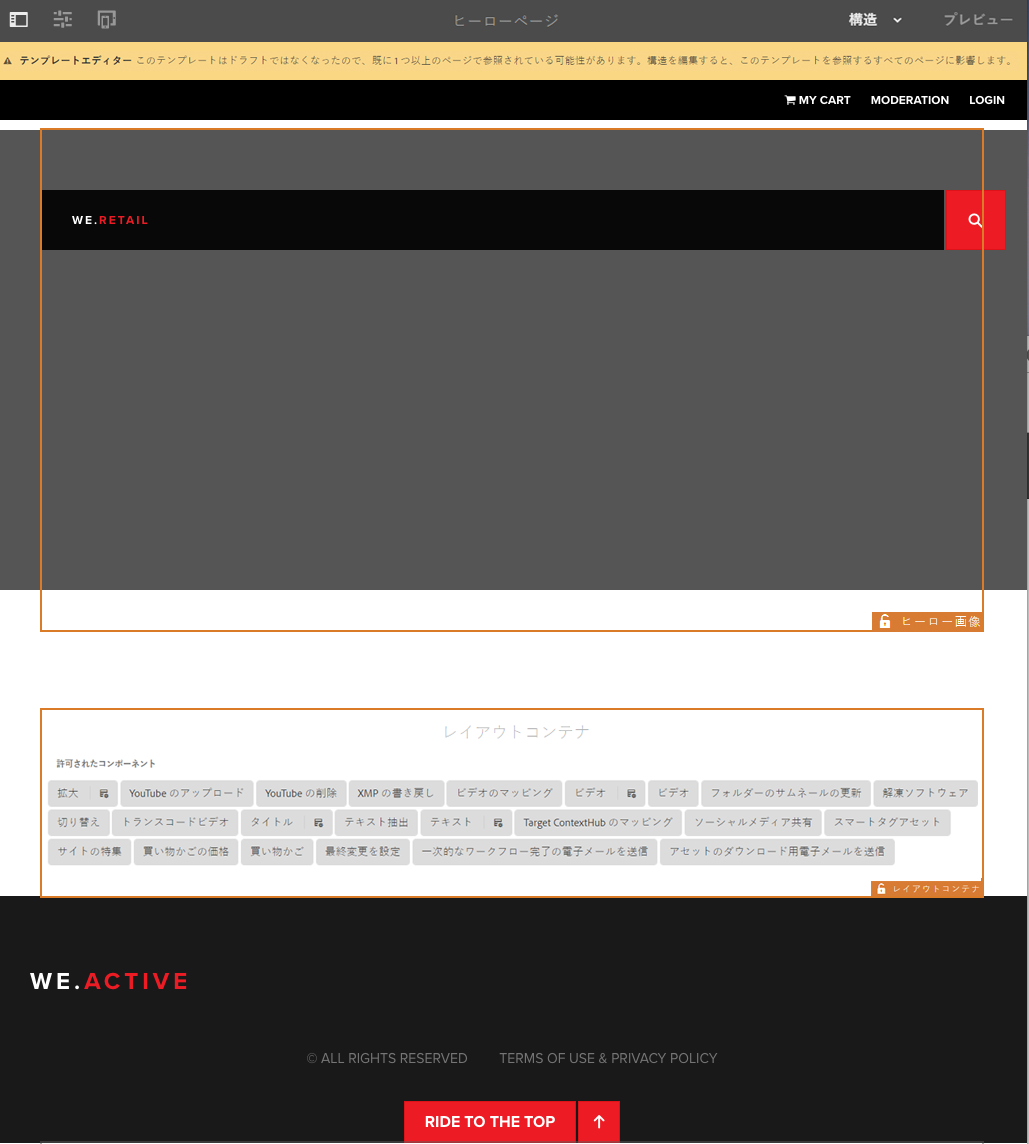 ヒーローページ 構造 プレビュー
テンプレートエディター このテンプレートはドラフトではなくなったので、既に 1 つ以上のページで参照されている可能性があります。構造を編集すると、このテンプレートを参照するすべてのページに影響します。
MY CART MODERATION LOGIN
WE.RETAIL
ヒーロー画像
レイアウトコンテナ
許可されたコンポーネント
拡大 YouTube のアップロード YouTube の削除 XMP の書き戻し ビデオのマッピング ビデオ ビデオ フォルダーのサムネールの更新 解凍ソフトウェア
切り替え トランスコードビデオ タイトル テキスト抽出 テキスト Target ContextHub のマッピング ソーシャルメディア共有 スマートタグアセット
サイトの特集 買い物かごの価格 買い物かご 最終変更を設定 一次的なワークフロー完了の電子メールを送信 アセットのダウンロード用電子メールを送信
レイアウトコンテナ
WE.ACTIVE
© ALL RIGHTS RESERVED TERMS OF USE & PRIVACY POLICY
RIDE TO THE TOP